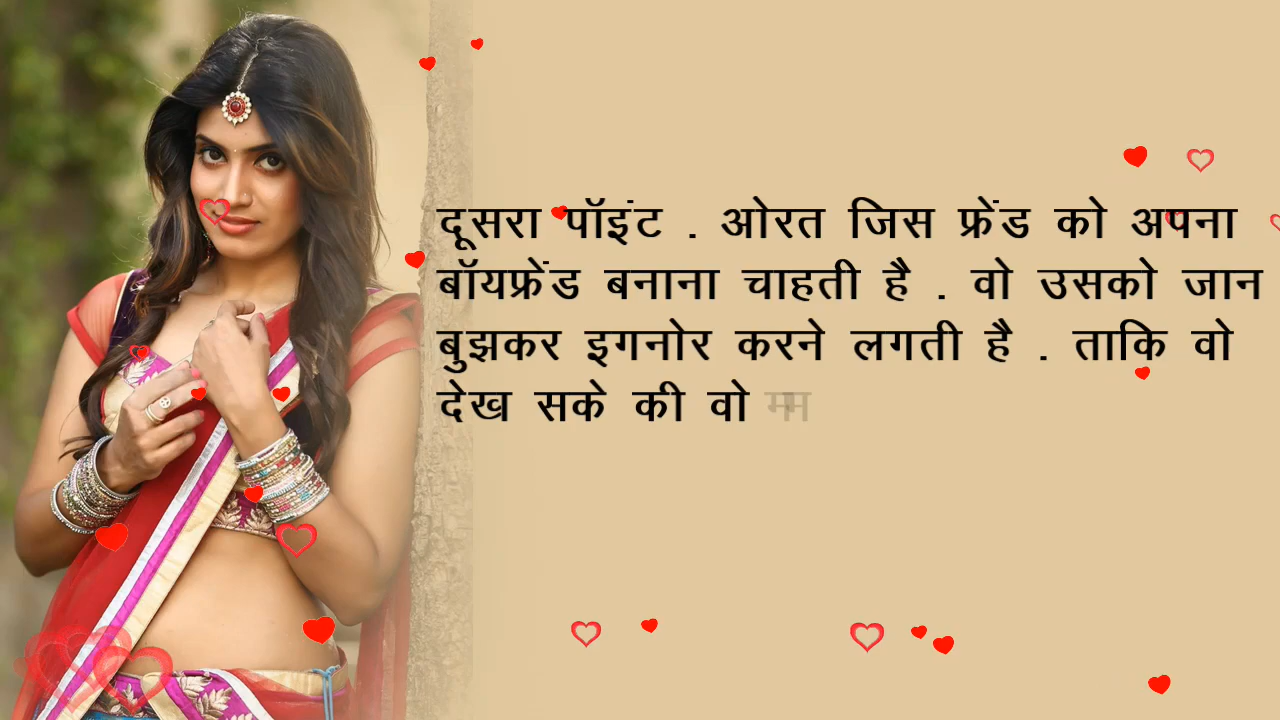 दूसरा पॉइंट . ओरत जिस फ्रेंड को अपना
बॉयफ्रेंड बनाना चाहती है . वो उसको जान
बुझकर इगनोर करने लगती है . ताकि वो
देख सके की वो